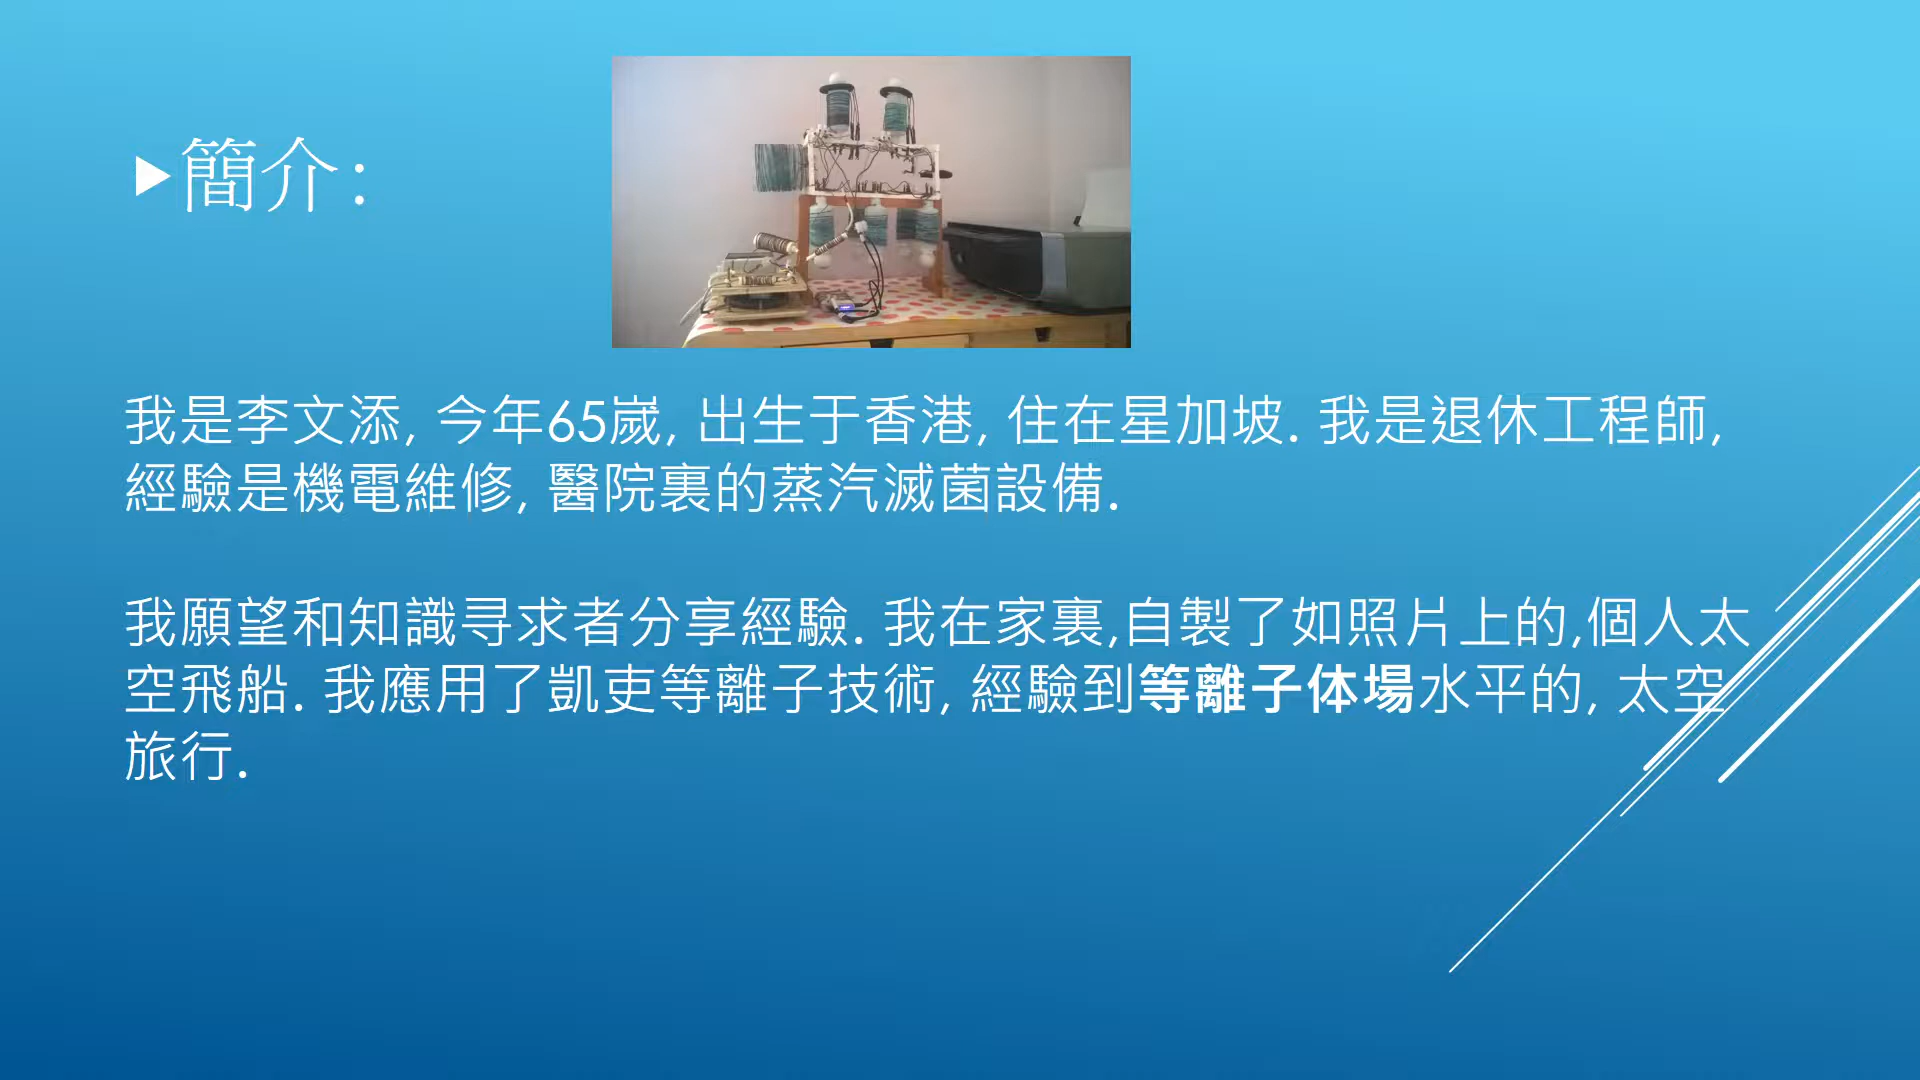 簡介:
我是李文添, 今年65嵗, 出生于香港, 住在星加坡. 我是退休工程師,
經驗是機電維修, 醫院裏的蒸汽滅菌設備.
我願望和知識寻求者分享經驗. 我在家裏,自製了如照片上的,個人太
空飛船. 我應用了凱吏等離子技術, 經驗到等離子体場水平的, 太空
旅行.